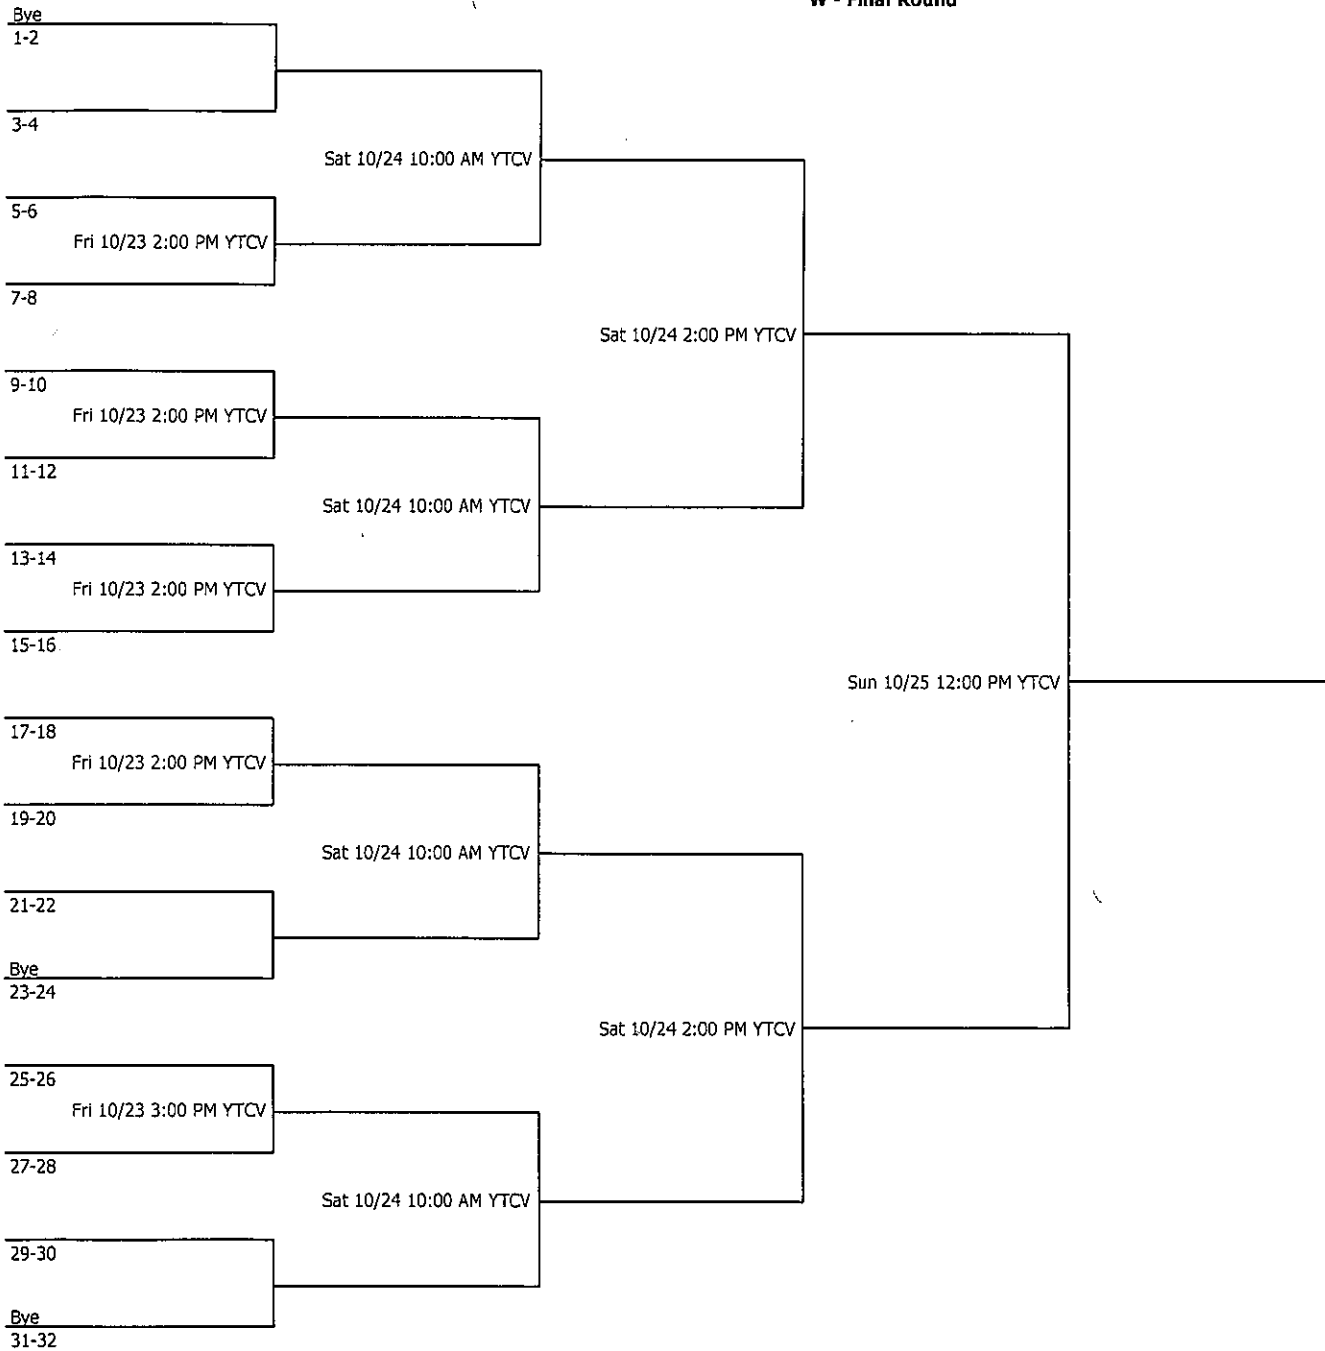 W - Final Round
Bye
1-2
3-4
Sat 10/24 10:00 AM YTCV
5-6
Fri 10/23 2:00 PM YTCV
7-8
Sat 10/24 2:00 PM YTCV
9-10
Fri 10/23 2:00 PM YTCV
11-12
Sat 10/24 10:00 AM YTCV
13-14
Fri 10/23 2:00 PM YTCV
15-16
Sun 10/25 12:00 PM YTCV
17-18
Fri 10/23 2:00 PM YTCV
19-20
Sat 10/24 10:00 AM YTCV
21-22
Bye
23-24
Sat 10/24 2:00 PM YTCV
25-26
Fri 10/23 3:00 PM YTCV
27-28
Sat 10/24 10:00 AM YTCV
29-30
Bye
31-32